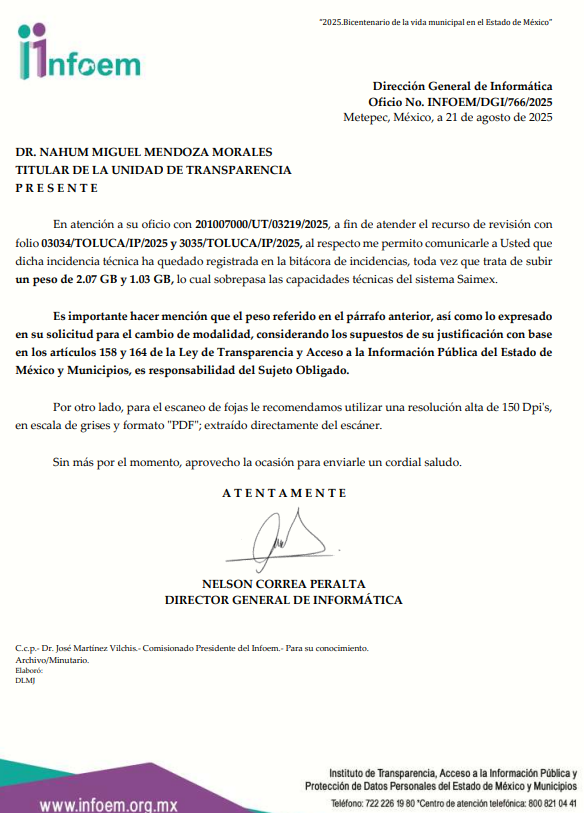 "2025.Bicentenario de la vida municipal en el Estado de México"
infoem
Dirección General de Informática
Oficio No. INFOEM/DGI/766/2025
Metepec, México, a 21 de agosto de 2025
DR. NAHUM MIGUEL MENDOZA MORALES
TITULAR DE LA UNIDAD DE TRANSPARENCIA
P R E S E N T E
En atención a su oficio con 201007000/UT/03219/2025, a fin de atender el recurso de revisión con
folio 03034/TOLUCA/IP/2025 y 3035/TOLUCA/IP/2025, al respecto me permito comunicarle a Usted que
dicha incidencia técnica ha quedado registrada en la bitácora de incidencias, toda vez que trata de subir
un peso de 2.07 GB y 1.03 GB, lo cual sobrepasa las capacidades técnicas del sistema Saimex.
Es importante hacer mención que el peso referido en el párrafo anterior, así como lo expresado
en su solicitud para el cambio de modalidad, considerando los supuestos de su justificación con base
en los artículos 158 y 164 de la Ley de Transparencia y Acceso a la Información Pública del Estado de
México y Municipios, es responsabilidad del Sujeto Obligado.
Por otro lado, para el escaneo de fojas le recomendamos utilizar una resolución alta de 150 Dpi's,
en escala de grises y formato "PDF"; extraído directamente del escáner.
Sin más por el momento, aprovecho la ocasión para enviarle un cordial saludo.
A T E N T A M E N T E
NELSON CORREA PERALTA
DIRECTOR GENERAL DE INFORMÁTICA
C.c.p.- Dr. José Martínez Vilchis.- Comisionado Presidente del Infoem.- Para su conocimiento.
Archivo/Minutario.
Elaboró:
DLMJ
Instituto de Transparencia, Acceso a la Información Pública y
Protección de Datos Personales del Estado de México y Municipios
Teléfono: 722 226 19 80 *Centro de atención telefónica: 800 821 04 41
www.infoem.org.mx